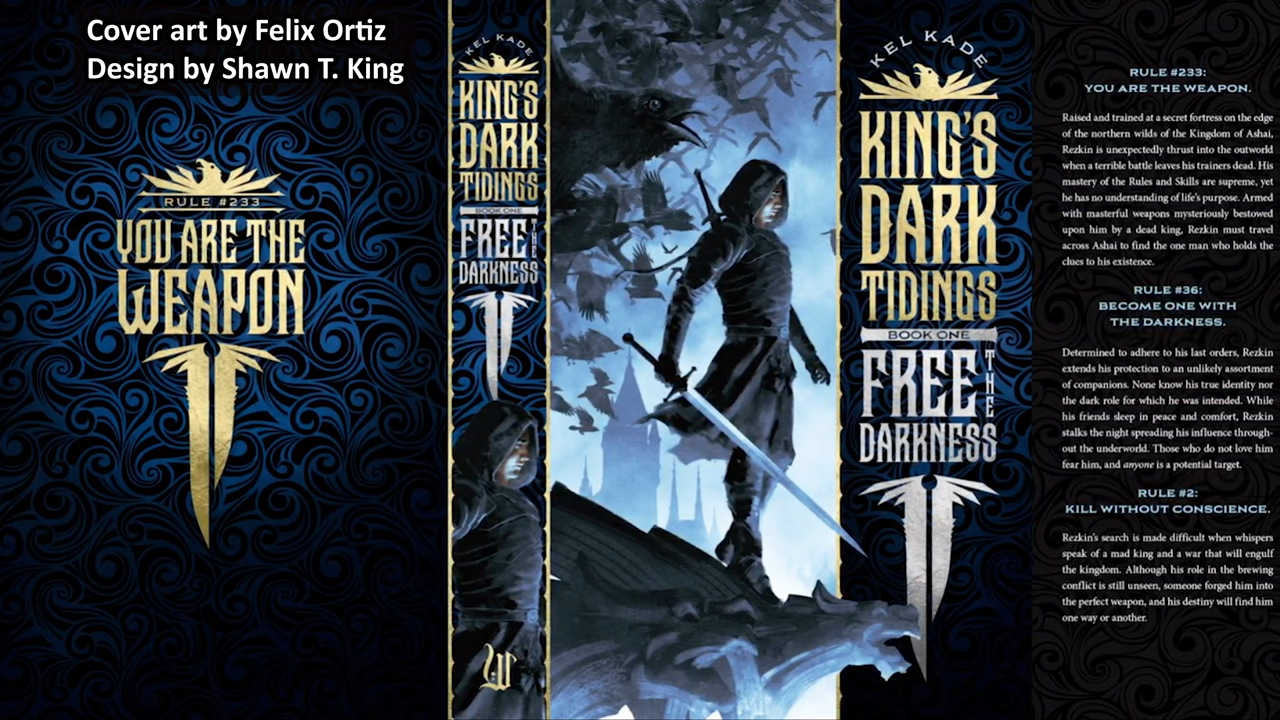 Cover art by Felix Ortiz
Design by Shawn T. King
RULE #233
YOU ARE THE
WEAPON
KEL KADE
KING'S
DARK
TIDINGS
BOOK ONE
FREE
THE
DARKNESS
KEL KADE
KING'S
DARK
TIDINGS
BOOK ONE
FREE
THE
DARKNESS
RULE #233:
YOU ARE THE WEAPON.
Raised and trained at a secret fortress on the edge
of the northern wilds of the Kingdom of Ashai,
Rezkin is unexpectedly thrust into the outworld
when a terrible battle leaves his trainers dead. His
mastery of the Rules and Skills are supreme, yet
he has no understanding of life's purpose. Armed
with masterful weapons mysteriously bestowed
upon him by a dead king, Rezkin must travel
across Ashai to find the one man who holds the
clues to his existence.
RULE #36:
BECOME ONE WITH
THE DARKNESS.
Determined to adhere to his last orders, Rezkin
extends his protection to an unlikely assortment
of companions. None know his true identity nor
the dark role for which he was intended. While
his friends sleep in peace and comfort, Rezkin
stalks the night spreading his influence through-
out the underworld. Those who do not love him
fear him, and anyone is a potential target.
RULE #2:
KILL WITHOUT CONSCIENCE.
Rezkin's search is made difficult when whispers
speak of a mad king and a war that will engulf
the kingdom. Although his role in the brewing
conflict is still unseen, someone forged him into
the perfect weapon, and his destiny will find him
one way or another.